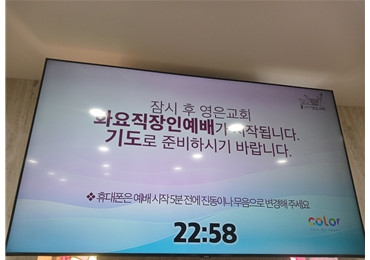 잠시 후 영은교회
화요직장인예배가 시작됩니다.
기도로 준비하시기 바랍니다.
❖ 휴대폰은 예배 시작 5분 전에 진동이나 무음으로 변경해 주세요
color
22:58